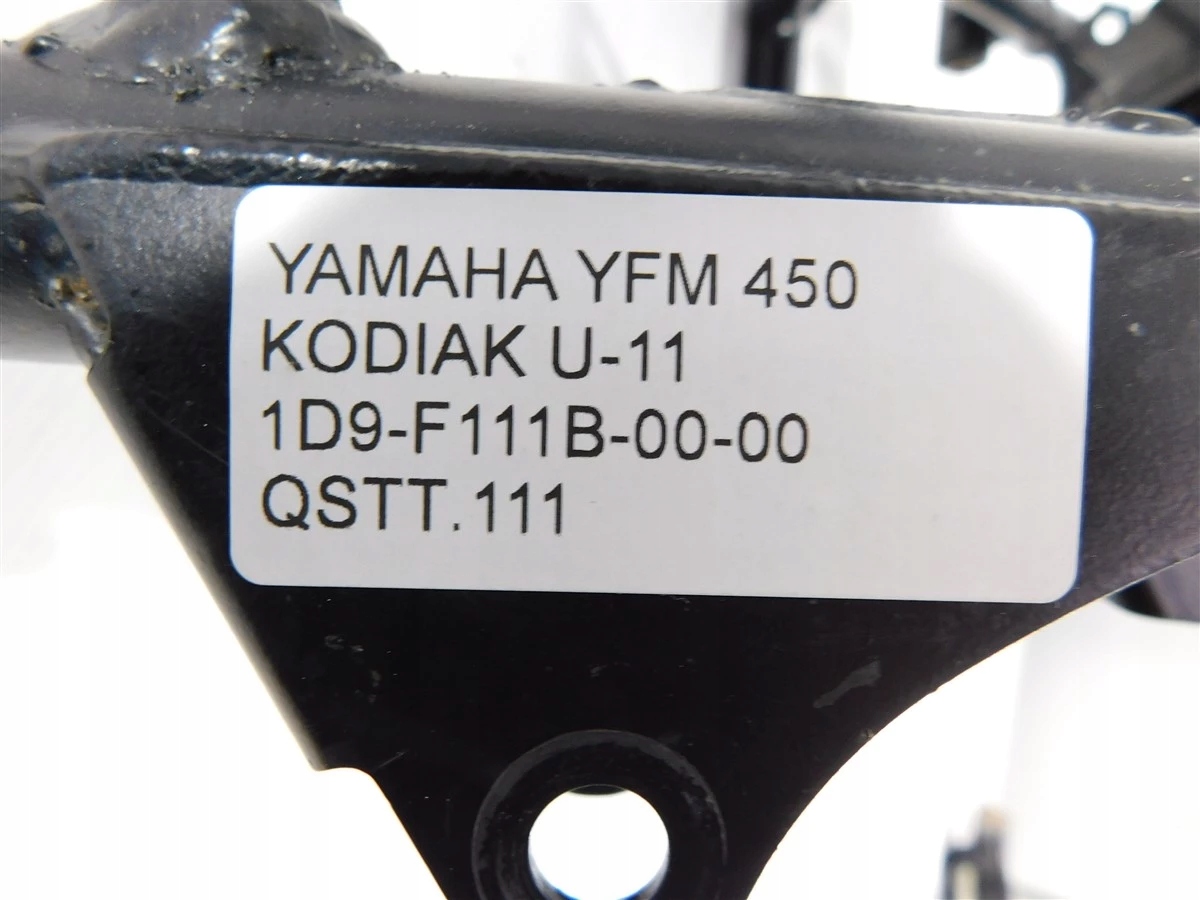 YAMAHA YFM 450
KODIAK U-11
1D9-F111B-00-00
QSTT.111